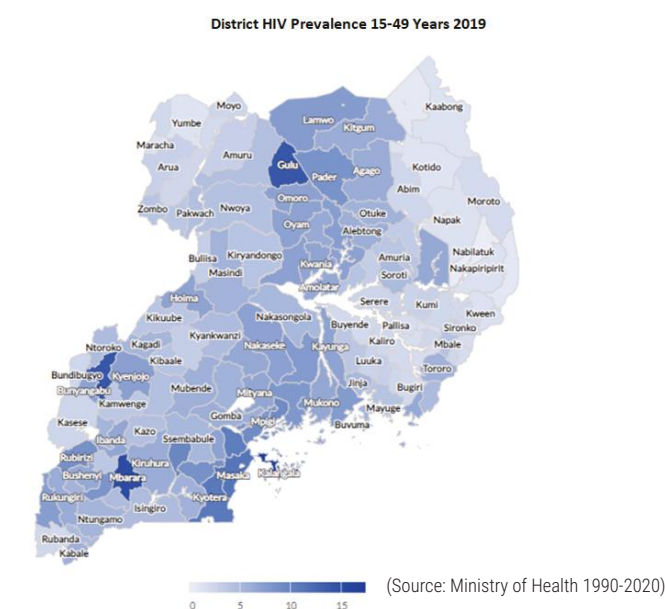 District HIV Prevalence 15-49 Years 2019
Kaabong
Moyo
Yumbe
Lamwo
Kitgum
Maracha
Arua
Amuru
Gulu
Pader
Agago
Kotido
Abim
Moroto
Zombo
Pakwach
Nwoya
Omoro
Otuke
Napak
Oyam
Alebtong
Buliisa
Kiryandongo
Kwania
Amuria
Nabilatuk
Masindi
Soroti
Nakapiripirit
Amolatar
Hoima
Serere
Kumi
Kween
Kikuube
Nakasongola
Buyende
Pallisa
Sironko
Kyankwanzi
Kaliro
Mbale
Ntoroko
Kagadi
Nakaseke
Kayunga
Kibaale
Luuka
Tororo
Bundibugyo
Kyenjojo
Bunyangabu
Mubende
Mityana
Jinja
Bugiri
Kamwenge
Mukono
Mayuge
Kasese
Gomba
Mpigi
Buvuma
Kazo
Ibanda
Ssembabule
Rubirizi
Kiruhura
Bushenyi
Mbarara
Masaka
Kalangala
Rukungiri
Kyotera
Isingiro
Ntungamo
Rubanda
Kabale
0 5 10 15
(Source: Ministry of Health 1990-2020)